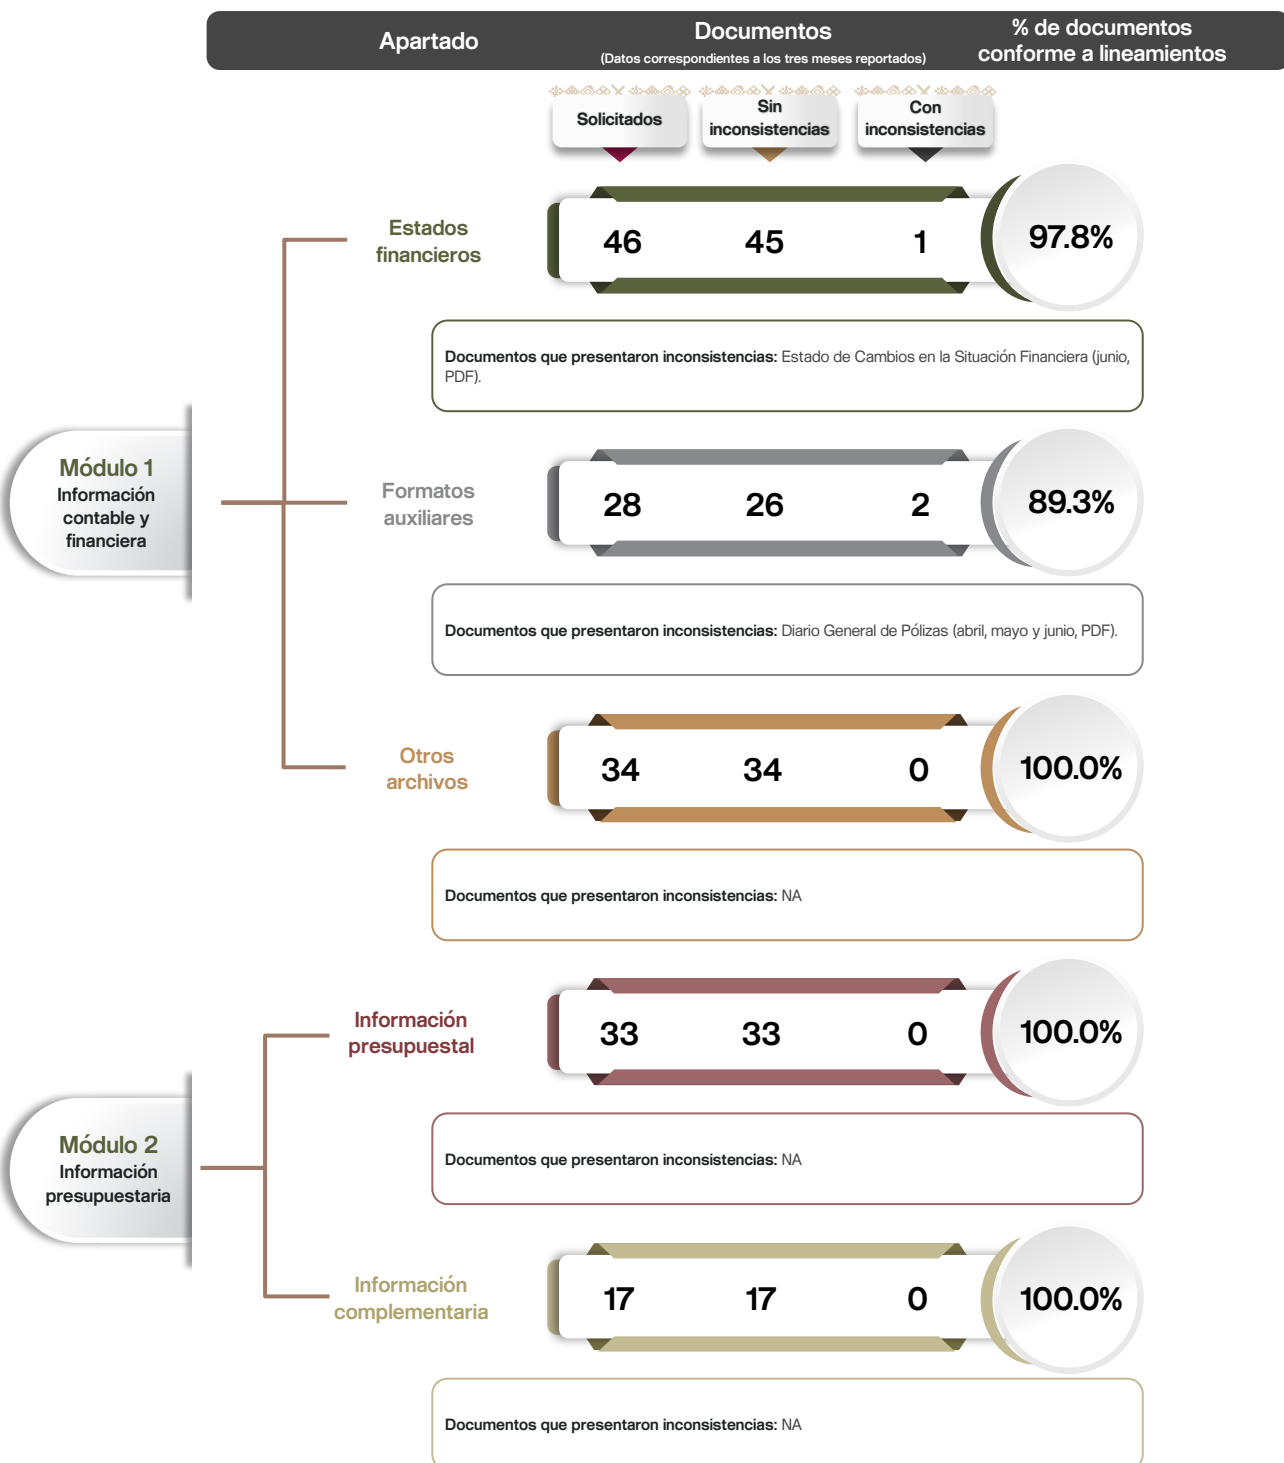 Apartado
Documentos
(Datos correspondientes a los tres meses reportados)
% de documentos
conforme a lineamientos
Solicitados
Sin
inconsistencias
Con
inconsistencias
Módulo 1
Información
contable y
financiera
Estados
financieros
46
45
1
97.8%
Documentos que presentaron inconsistencias: Estado de Cambios en la Situación Financiera (junio,
PDF).
Formatos
auxiliares
28
26
2
89.3%
Documentos que presentaron inconsistencias: Diario General de Pólizas (abril, mayo y junio, PDF).
Otros
archivos
34
34
0
100.0%
Documentos que presentaron inconsistencias: NA
Módulo 2
Información
presupuestaria
Información
presupuestal
33
33
0
100.0%
Documentos que presentaron inconsistencias: NA
Información
complementaria
17
17
0
100.0%
Documentos que presentaron inconsistencias: NA